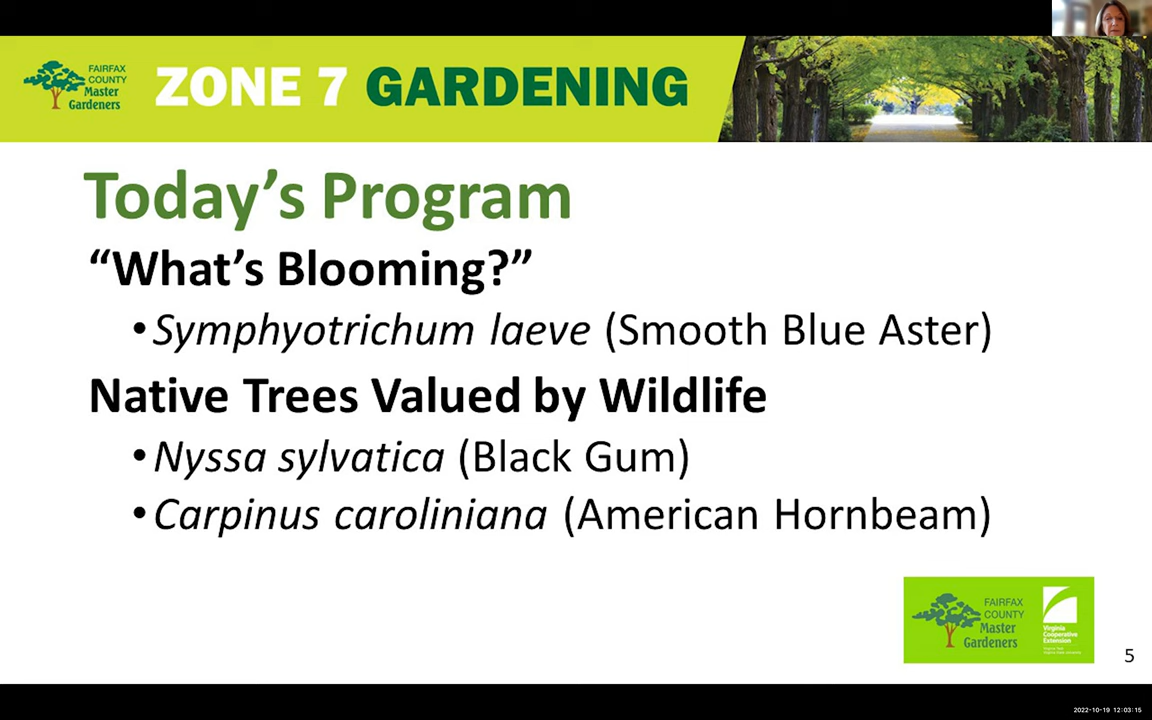 FAIRFAX
COUNTY
Master
Gardeners
ZONE 7 GARDENING
Today’s Program
“What’s Blooming?”
•Symphyotrichum laeve (Smooth Blue Aster)
Native Trees Valued by Wildlife
•Nyssa sylvatica (Black Gum)
•Carpinus caroliniana (American Hornbeam)
FAIRFAX
COUNTY
Master
Gardeners
Virginia
Cooperative
Extension
5
2022-10-19 12:03:15